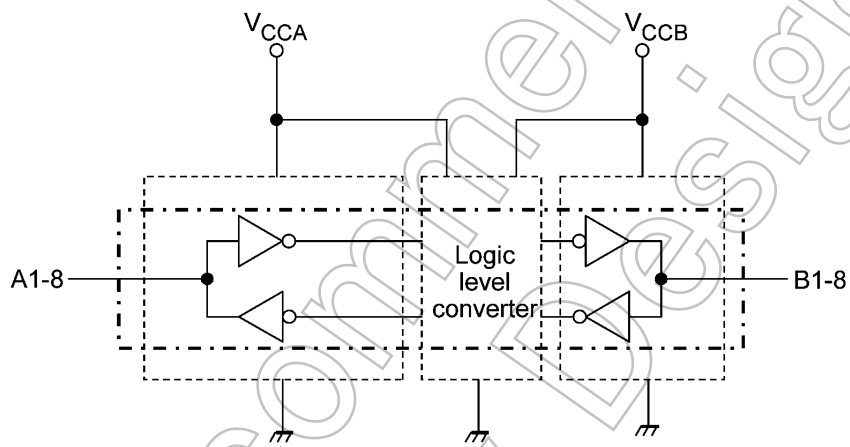 VCCA
VCCB
A1-8
Logic
level
converter
B1-8